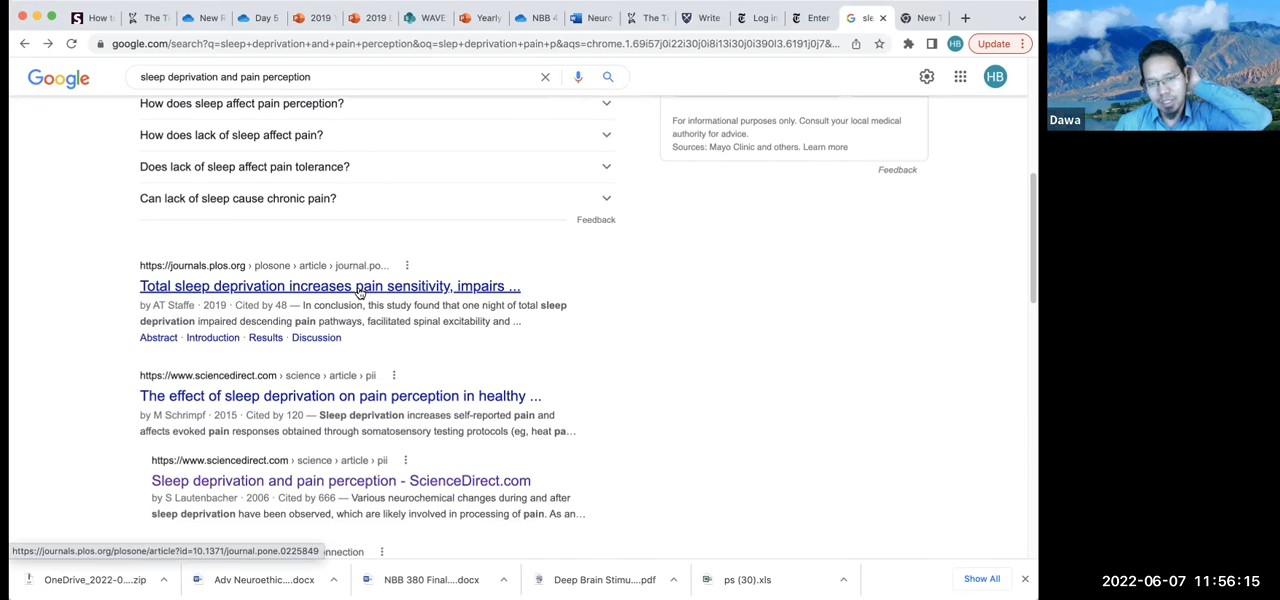 How t
The Ti
New R
Day 5
2019
2019 L
WAVE
Yearly
NBB 4
Neuro
The Ti
Write
Log in
Enter
sle
New T
google.com/search?q=sleep+deprivation+and+pain+perception&oq=slep+deprivation+pain+p&aqs=chrome.1.69i57j0i22i30j0i8i13i30j0i390l3.6191j0j7&...
HB
Update
Google
sleep deprivation and pain perception
HB
How does sleep affect pain perception?
How does lack of sleep affect pain?
Does lack of sleep affect pain tolerance?
Can lack of sleep cause chronic pain?
Feedback
For informational purposes only. Consult your local medical
authority for advice.
Sources: Mayo Clinic and others. Learn more
Feedback
https://journals.plos.org › plosone › article › journal.po...
Total sleep deprivation increases pain sensitivity, impairs ...
by AT Staffe · 2019 · Cited by 48 — In conclusion, this study found that one night of total sleep
deprivation impaired descending pain pathways, facilitated spinal excitability and ...
Abstract · Introduction · Results · Discussion
https://www.sciencedirect.com › science › article › pii
The effect of sleep deprivation on pain perception in healthy ...
by M Schrimpf · 2015 · Cited by 120 — Sleep deprivation increases self-reported pain and
affects evoked pain responses obtained through somatosensory testing protocols (eg, heat pa...
https://www.sciencedirect.com › science › article › pii
Sleep deprivation and pain perception - ScienceDirect.com
by S Lautenbacher · 2006 · Cited by 666 — Various neurochemical changes during and after
sleep deprivation have been observed, which are likely involved in processing of pain. As an...
https://journals.plos.org/plosone/article?id=10.1371/journal.pone.0225849
nnection
OneDrive_2022-0....zip
Adv Neuroethic....docx
NBB 380 Final....docx
Deep Brain Stimu....pdf
ps (30).xls
Show All
Dawa
2022-06-07 11:56:15